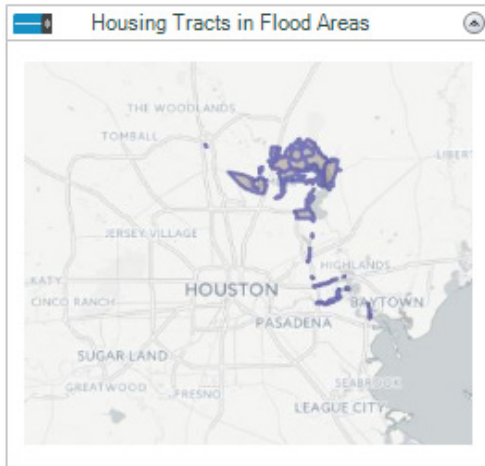 Housing Tracts in Flood Areas
THE WOODLANDS
TOMBALL
LIBERT
JERSEY VILLAGE
HIGHLANDS
KATY
HOUSTON
BAYTOWN
CINCO RANCH
PASADENA
SUGAR LAND
SEABROOK
GREATWOOD
FRESNO
LEAGUE CITY